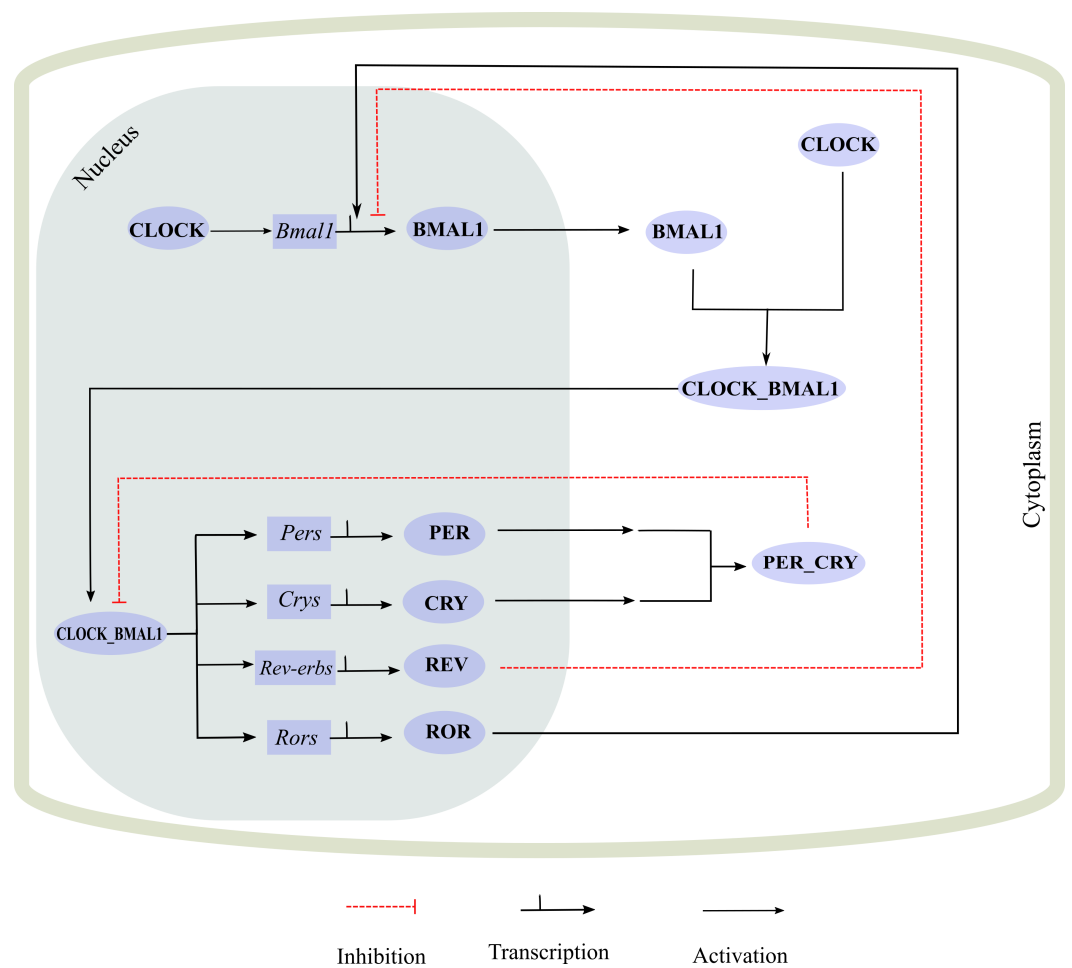 Nucleus
CLOCK
CLOCK
Bmal1
BMAL1
BMAL1
CLOCK_BMAL1
Cytoplasm
Pers
PER
PER_CRY
Crys
CRY
CLOCK_BMAL1
Rev-erbs
REV
Rors
ROR
Inhibition
Transcription
Activation